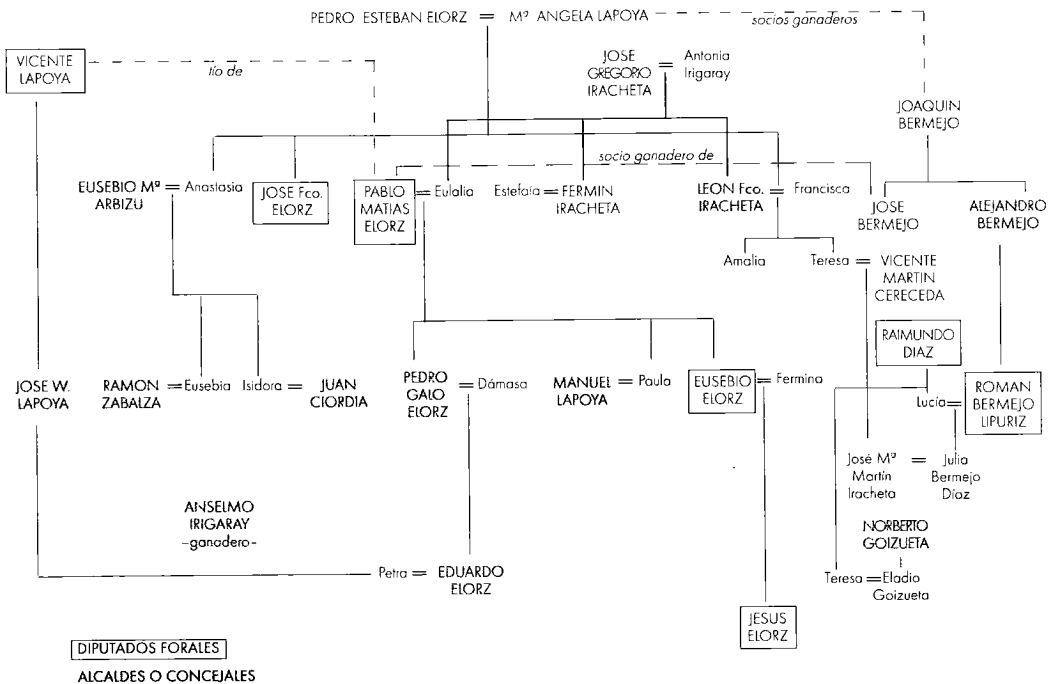 PEDRO ESTEBAN ELORZ = Mª ANGELA LAPOYA
socios ganaderos
VICENTE
LAPOYA
tío de
JOSE
GREGORIO
IRACHETA
=
Antonia
Irigaray
JOAQUIN
BERMEJO
socio ganadero de
EUSEBIO Mª
ARBIZU
= Anastasia
JOSE Fco.
ELORZ
PABLO
MATIAS
ELORZ
= Eulalia
Estefaía = FERMIN
IRACHETA
LEON Fco.
IRACHETA
= Francisca
JOSE
BERMEJO
ALEJANDRO
BERMEJO
Amalia
Teresa = VICENTE
MARTIN
CERECEDA
RAIMUNDO
DIAZ
JOSE W.
LAPOYA
RAMON
ZABALZA
= Eusebia
Isidora = JUAN
CIORDIA
PEDRO
GALO
ELORZ
= Dámasa
MANUEL
LAPOYA
= Paula
EUSEBIO
ELORZ
= Fermina
Lucía =
ROMAN
BERMEJO
LIPURIZ
José Mª
Martín
Iracheta
=
Julia
Bermejo
Díaz
ANSELMO
IRIGARAY
-ganadero-
NORBERTO
GOIZUETA
Petra = EDUARDO
ELORZ
Teresa = Eladio
Goizueta
JESUS
ELORZ
DIPUTADOS FORALES
ALCALDES O CONCEJALES